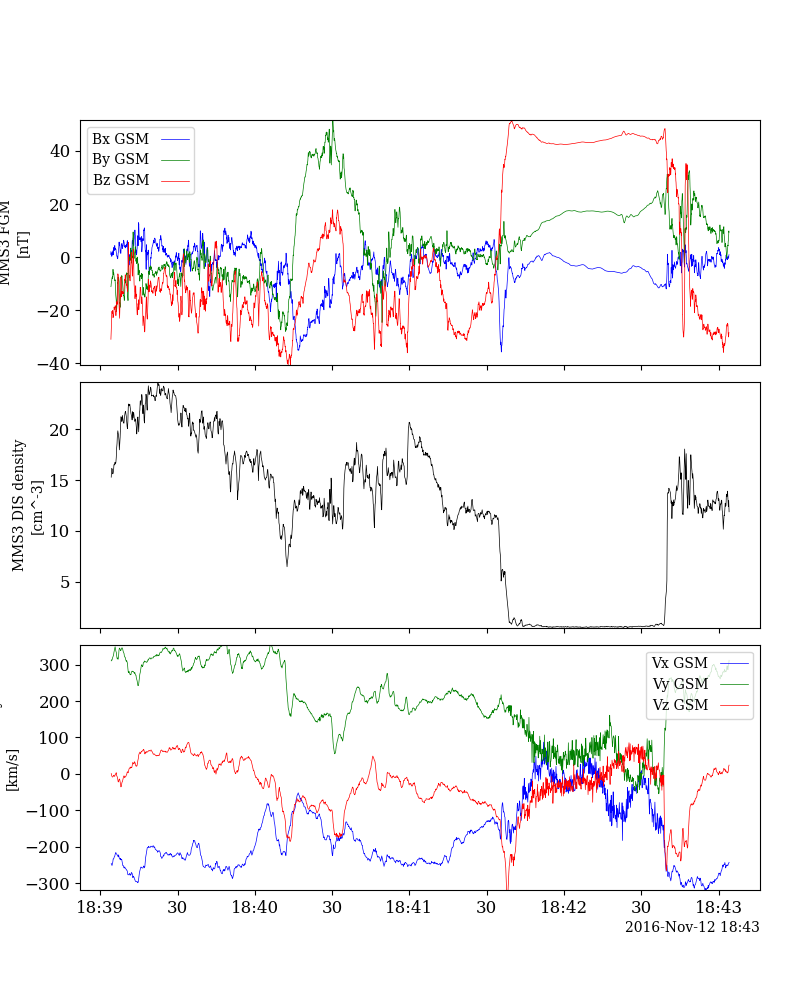 40
20
0
−20
−40
MMS3 FGM
[nT]
Bx GSM
By GSM
Bz GSM
20
15
10
5
MMS3 DIS density
[cm^-3]
300
200
100
0
−100
−200
−300
[km/s]
Vx GSM
Vy GSM
Vz GSM
18:39 30 18:40 30 18:41 30 18:42 30 18:43
2016-Nov-12 18:43